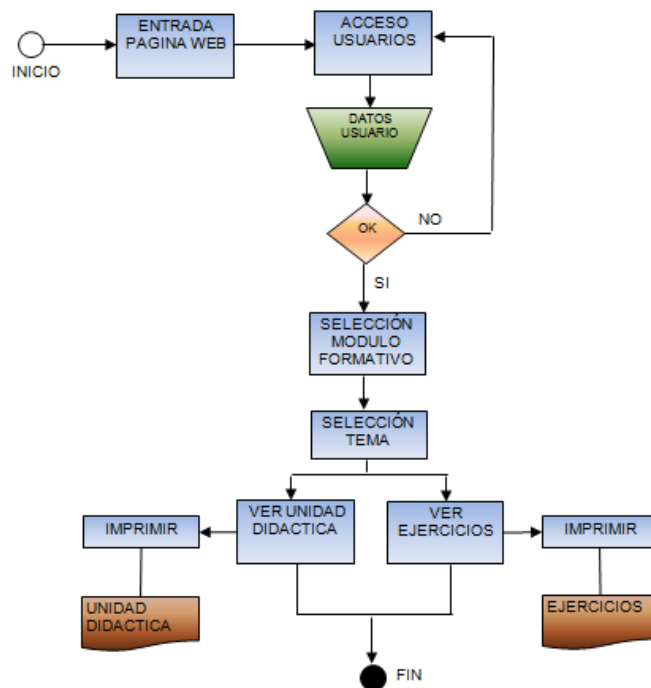 ENTRADA
PAGINA WEB
ACCESO
USUARIOS
INICIO
DATOS
USUARIO
OK
NO
SI
SELECCIÓN
MODULO
FORMATIVO
SELECCIÓN
TEMA
VER UNIDAD
DIDACTICA
VER
EJERCICIOS
IMPRIMIR
IMPRIMIR
UNIDAD
DIDACTICA
EJERCICIOS
FIN